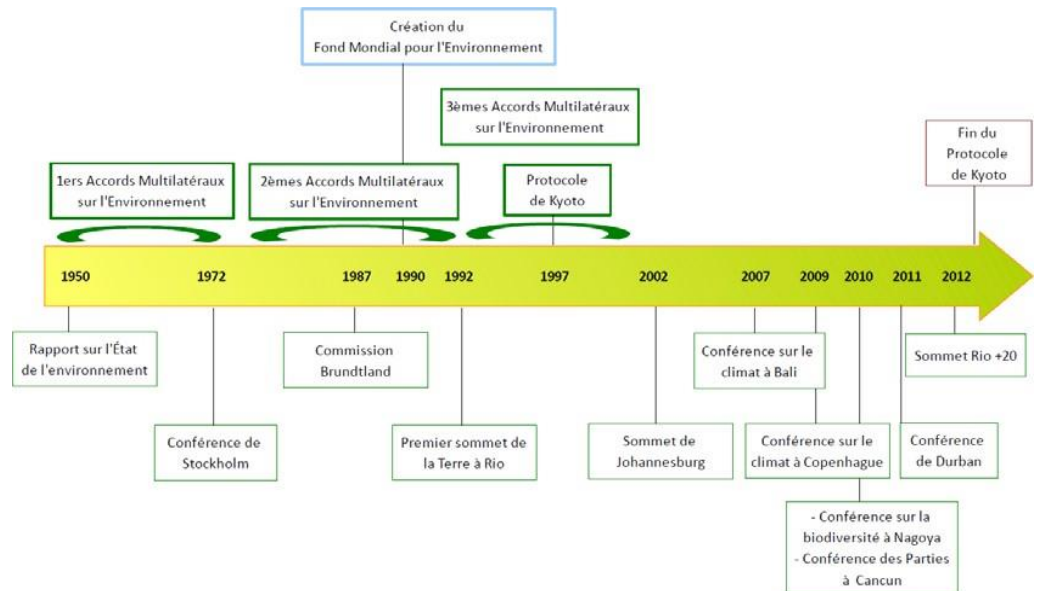 Création du
Fond Mondial pour l'Environnement
3èmes Accords Multilatéraux
sur l'Environnement
Fin du
Protocole
de Kyoto
1ers Accords Multilatéraux
sur l'Environnement
2èmes Accords Multilatéraux
sur l'Environnement
Protocole
de Kyoto
1950 1972 1987 1990 1992 1997 2002 2007 2009 2010 2011 2012
Rapport sur l'État
de l'environnement
Commission
Brundtland
Conférence sur le
climat à Bali
Sommet Rio +20
Conférence de
Stockholm
Premier sommet de
la Terre à Rio
Sommet de
Johannesburg
Conférence sur le
climat à Copenhague
Conférence
de Durban
- Conférence sur la
biodiversité à Nagoya
- Conférence des Parties
à Cancun